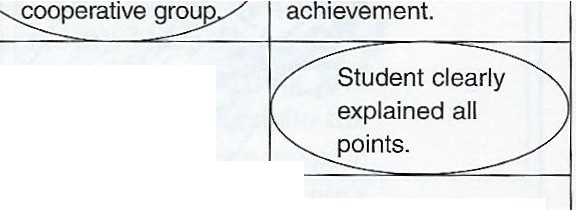 cooperative group.
achievement.
Student clearly
explained all
points.